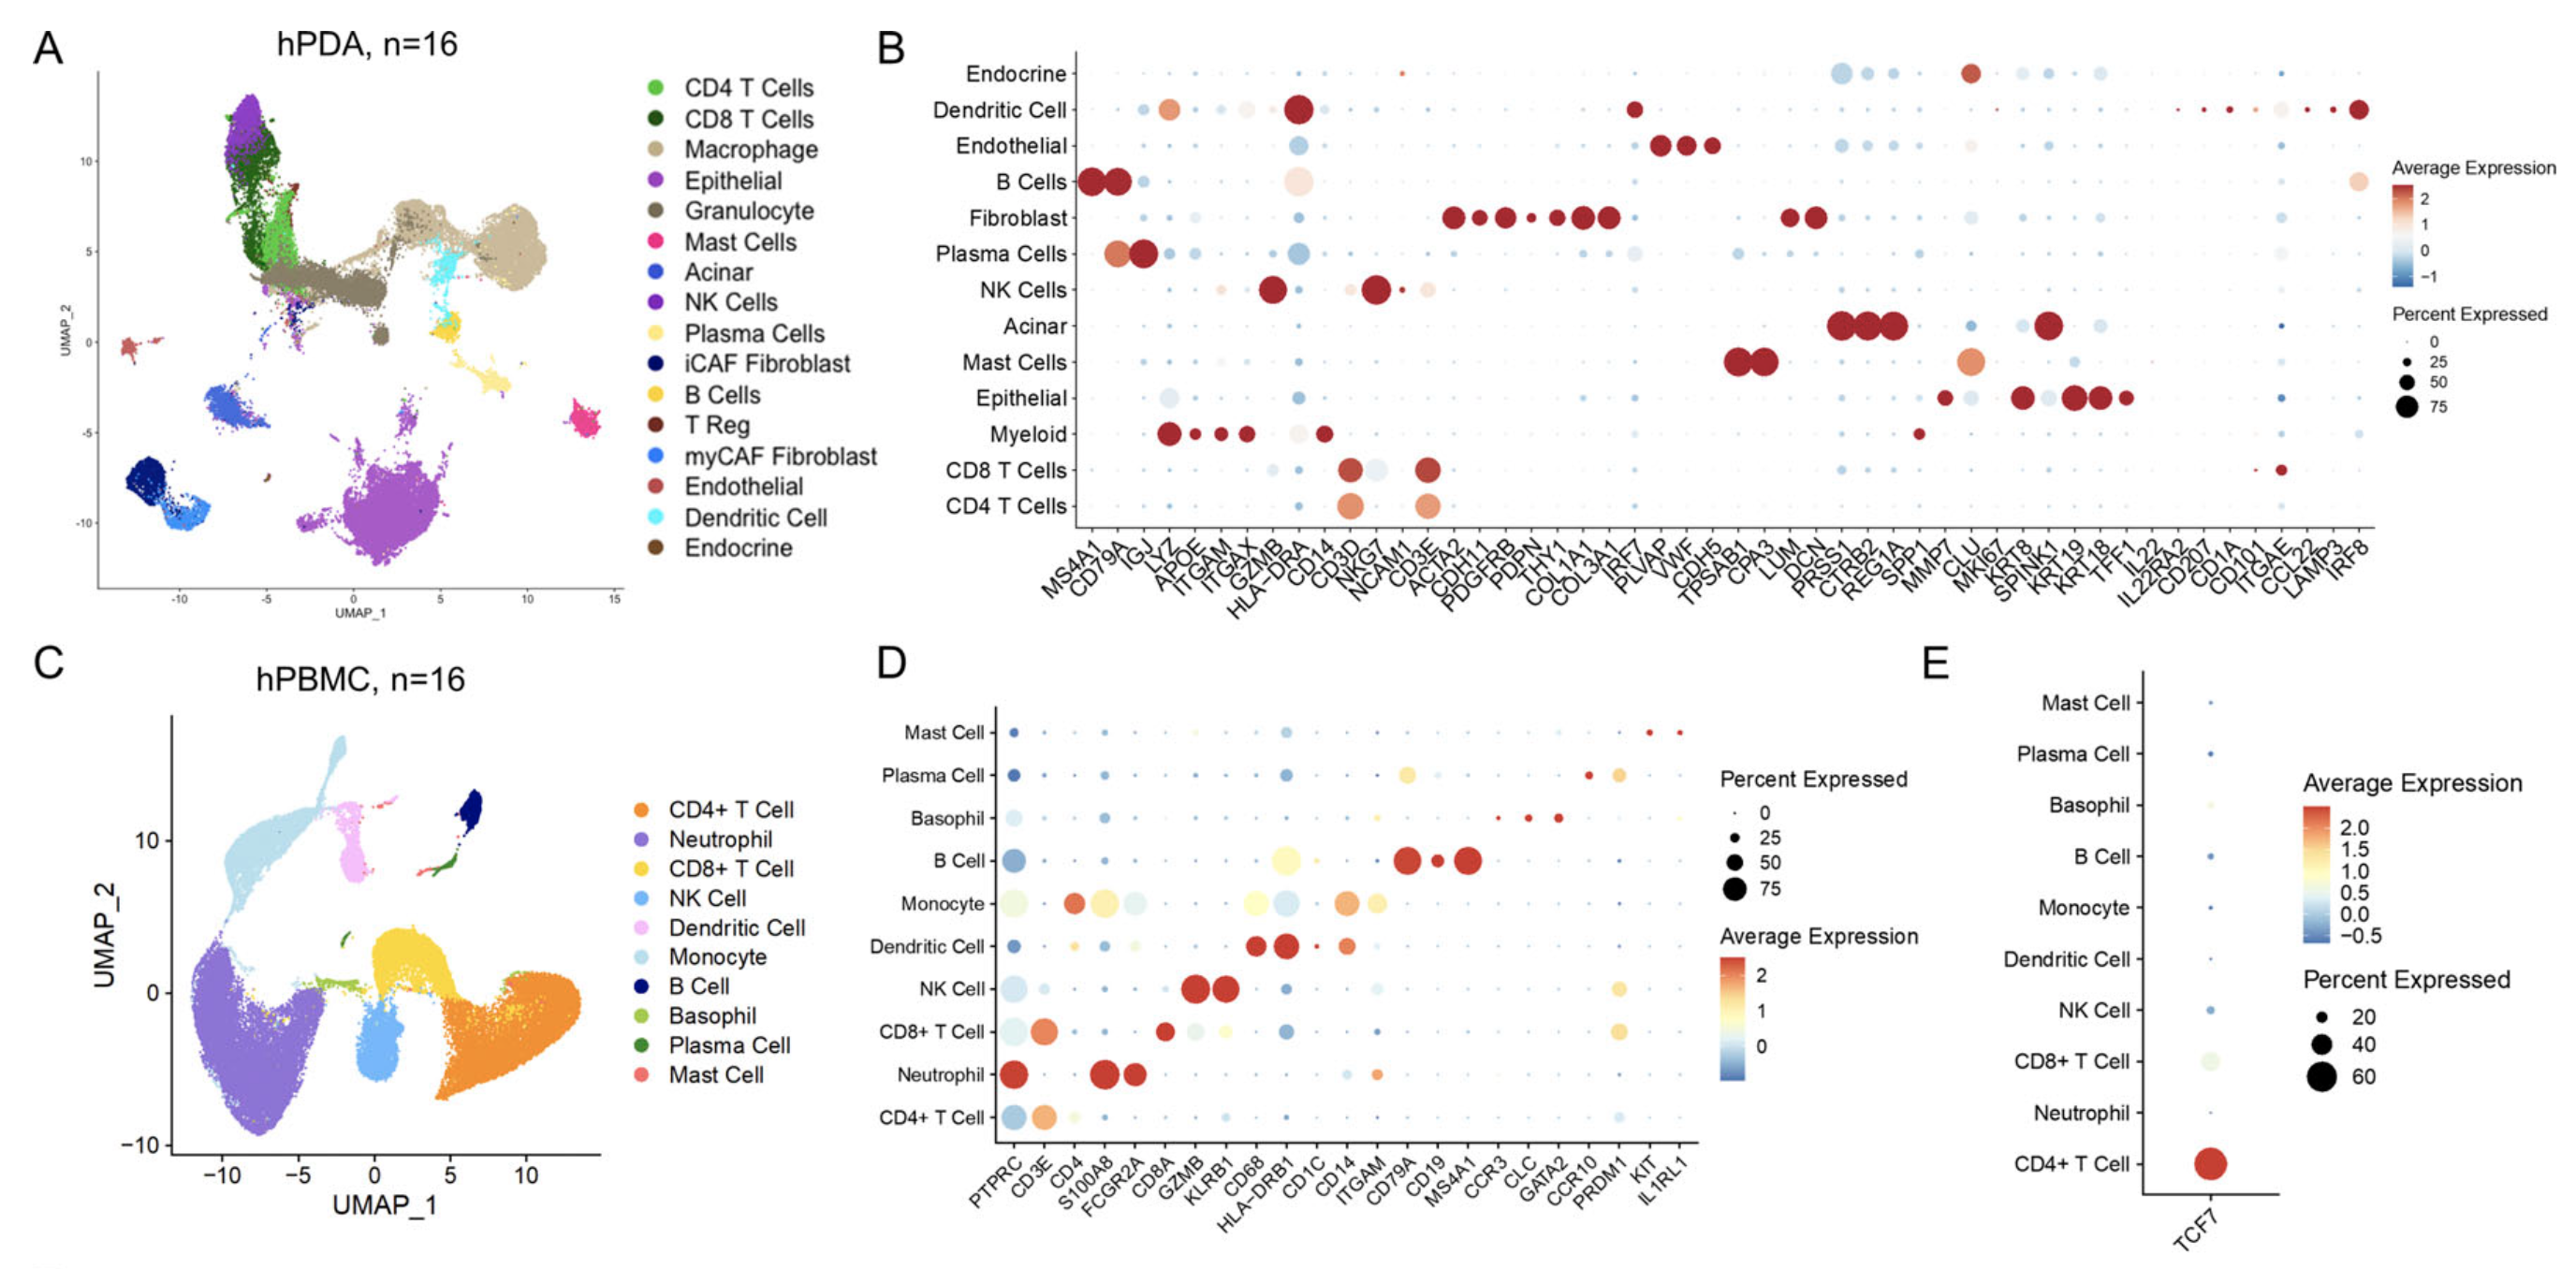 A
hPDA, n=16
10
5
0
-5
-10
UMAP_2
-10
-5
0
5
10
15
UMAP_1
CD4 T Cells
CD8 T Cells
Macrophage
Epithelial
Granulocyte
Mast Cells
Acinar
NK Cells
Plasma Cells
iCAF Fibroblast
B Cells
T Reg
myCAF Fibroblast
Endothelial
Dendritic Cell
Endocrine
B
Endocrine
Dendritic Cell
Endothelial
B Cells
Fibroblast
Plasma Cells
NK Cells
Acinar
Mast Cells
Epithelial
Myeloid
CD8 T Cells
CD4 T Cells
MS4A1
CD79A
IGJ
LYZ
APOE
ITGAM
ITGAX
GZMB
HLA-DRA
CD14
CD3D
NKG7
NCAM1
CD3E
ACTA2
CDH11
PDGFRB
PDPN
THY1
COL1A1
COL3A1
IRF7
PLVAP
VWF
CDH5
TPSAB1
CPA3
LUM
DCN
PRSS1
CTRB2
REG1A
SPP1
MMP7
CLU
MKI67
KRT8
SPINK1
KRT19
KRT18
TFF1
IL22
IL22RA2
CD207
CD1A
CD101
ITGAE
CCL22
LAMP3
IRF8
Average Expression
2
1
0
−1
Percent Expressed
0
25
50
75
C
hPBMC, n=16
10
0
−10
UMAP_2
−10
−5
0
5
10
UMAP_1
CD4+ T Cell
Neutrophil
CD8+ T Cell
NK Cell
Dendritic Cell
Monocyte
B Cell
Basophil
Plasma Cell
Mast Cell
D
Mast Cell
Plasma Cell
Basophil
B Cell
Monocyte
Dendritic Cell
NK Cell
CD8+ T Cell
Neutrophil
CD4+ T Cell
PTPRC
CD3E
CD4
S100A8
FCGR2A
CD8A
GZMB
KLRB1
CD68
HLA-DRB1
CD1C
CD14
ITGAM
CD79A
CD19
MS4A1
CCR3
CLC
GATA2
CCR10
PRDM1
KIT
IL1RL1
Percent Expressed
0
25
50
75
Average Expression
2
1
0
E
Mast Cell
Plasma Cell
Basophil
B Cell
Monocyte
Dendritic Cell
NK Cell
CD8+ T Cell
Neutrophil
CD4+ T Cell
TCF7
Average Expression
2.0
1.5
1.0
0.5
0.0
−0.5
Percent Expressed
20
40
60